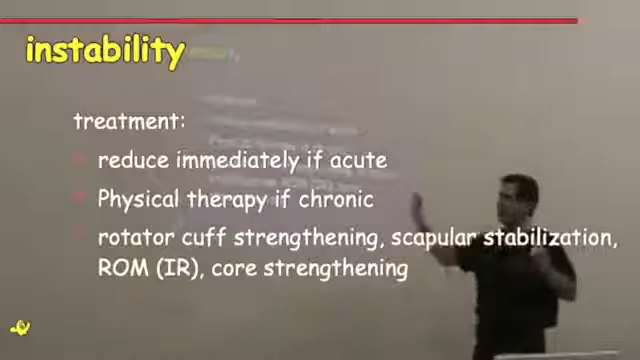 instability
treatment:
reduce immediately if acute
Physical therapy if chronic
rotator cuff strengthening, scapular stabilization,
ROM (IR), core strengthening